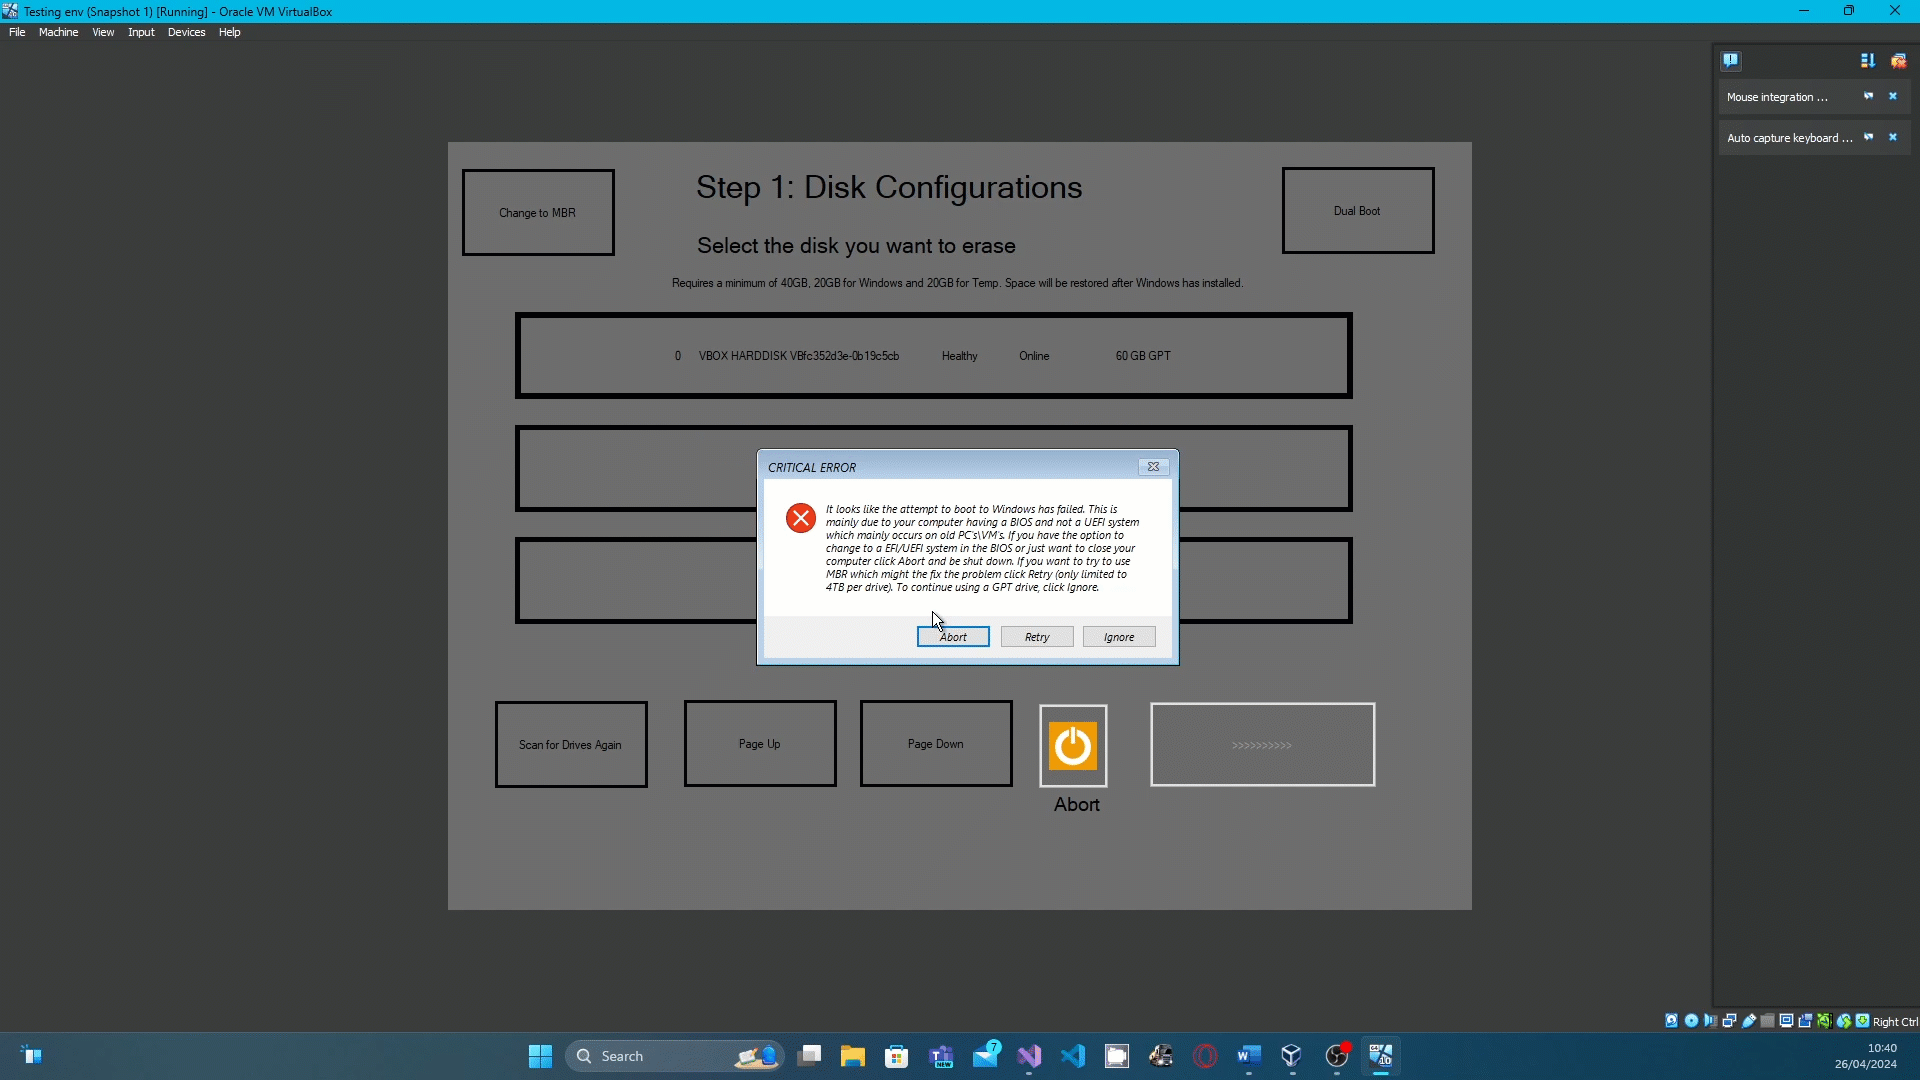 Testing env (Snapshot 1) [Running] - Oracle VM VirtualBox
File Machine View Input Devices Help
Mouse integration ...
Auto capture keyboard ...
Change to MBR
Step 1: Disk Configurations
Dual Boot
Select the disk you want to erase
Requires a minimum of 40GB, 20GB for Windows and 20GB for Temp. Space will be restored after Windows has installed.
0 VBOX HARDDISK VBfc352d3e-0b19c5cb Healthy Online 60 GB GPT
CRITICAL ERROR
It looks like the attempt to boot to Windows has failed. This is
mainly due to your computer having a BIOS and not a UEFI system
which mainly occurs on old PC's\VM's. If you have the option to
change to a EFI/UEFI system in the BIOS or just want to close your
computer click Abort and be shut down. If you want to try to use
MBR which might the fix the problem click Retry (only limited to
4TB per drive). To continue using a GPT drive, click Ignore.
Abort Retry Ignore
Scan for Drives Again
Page Up
Page Down
>>>>>>>>>>
Abort
Right Ctrl
Search
NEW
7
10:40
26/04/2024